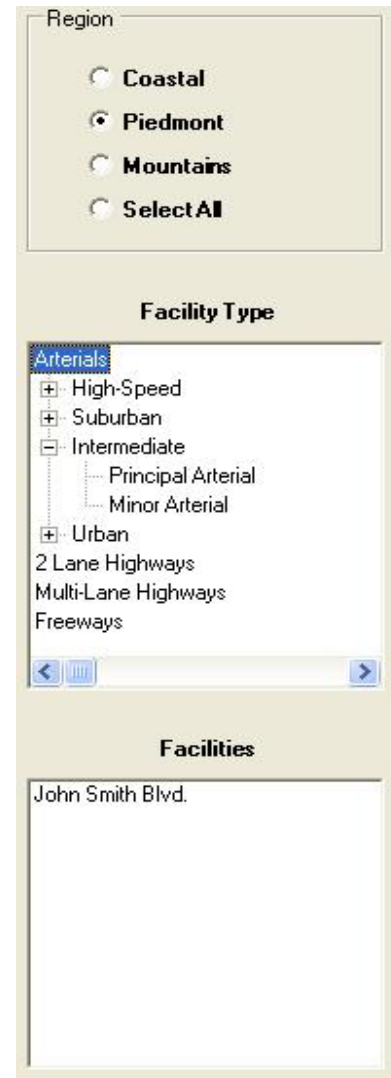 Region
Coastal
Piedmont
Mountains
Select All
Facility Type
Arterials
High-Speed
Suburban
Intermediate
Principal Arterial
Minor Arterial
Urban
2 Lane Highways
Multi-Lane Highways
Freeways
Facilities
John Smith Blvd.